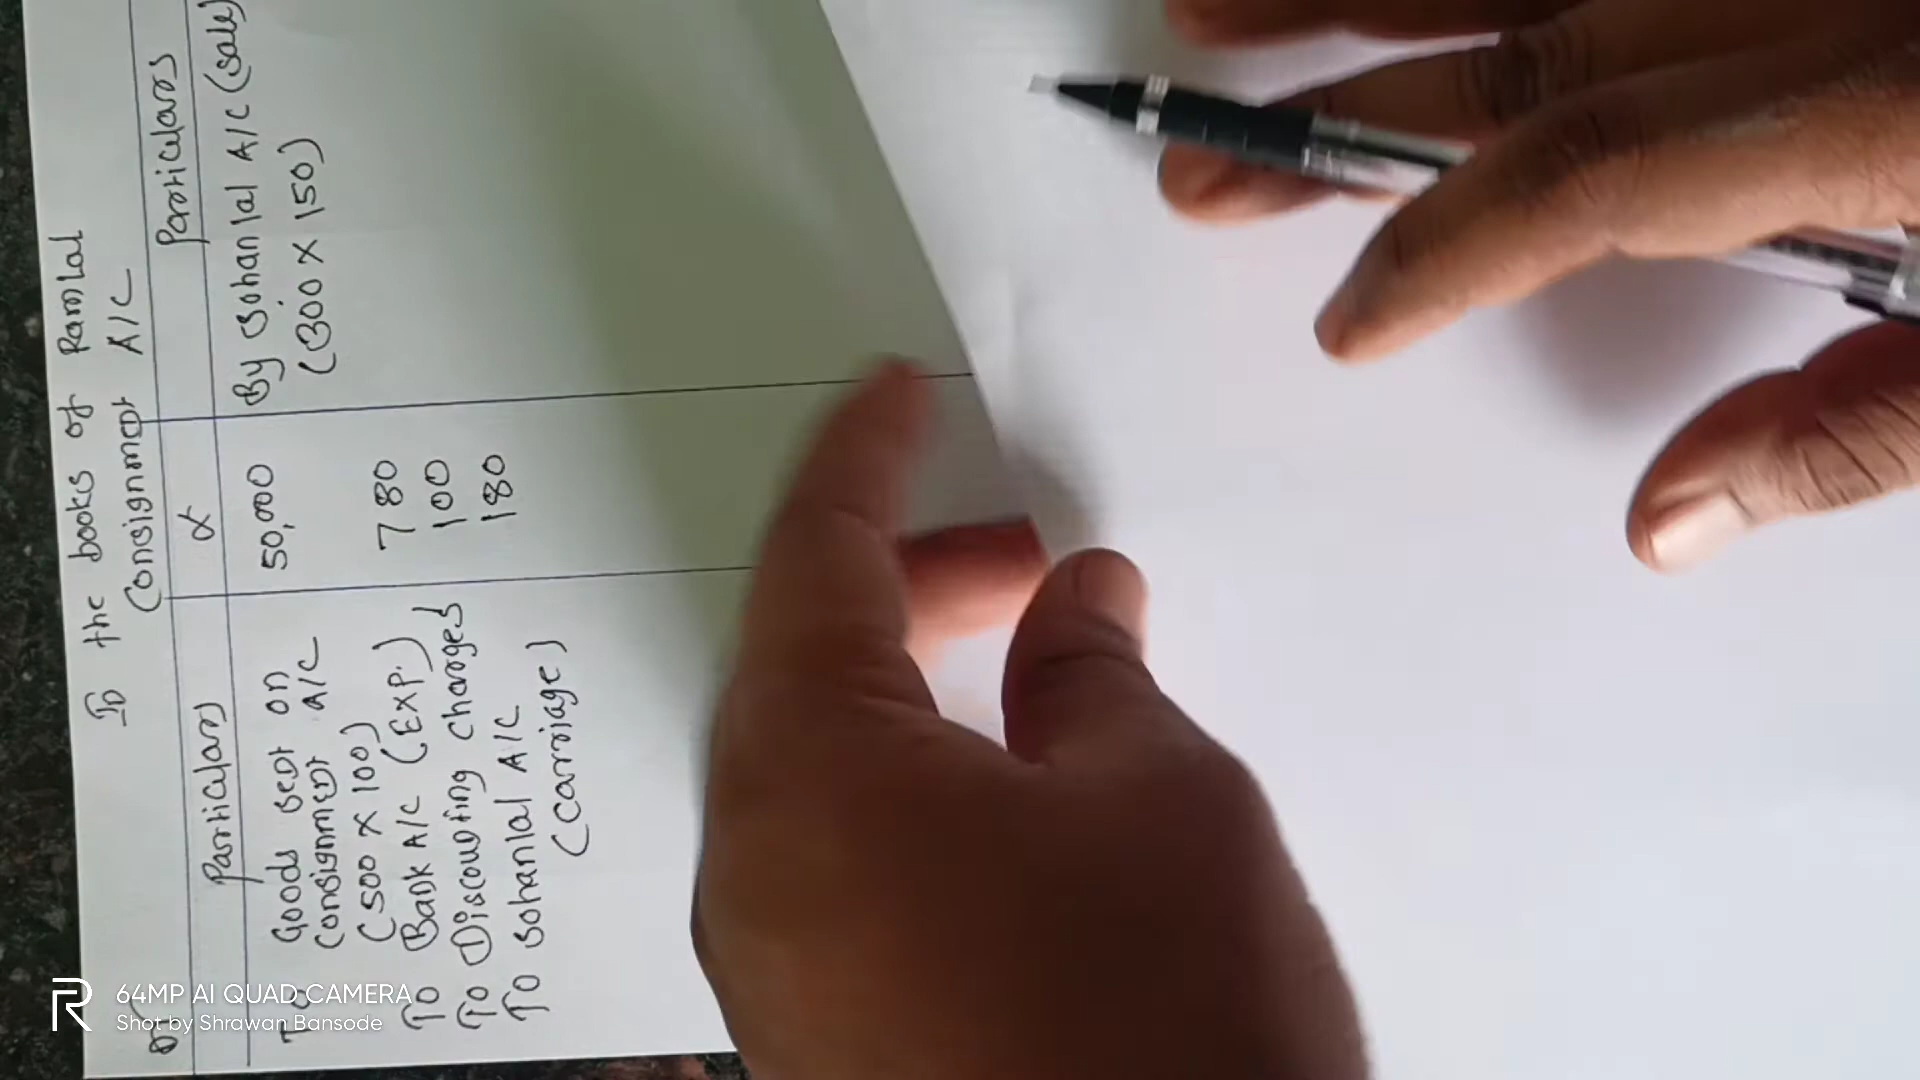 In the books of Ramlal
Consignment A/C
Dr
Particulars
₹
Particulars
To Goods sent on
Consignment A/C
(500 X 100)
50,000
To Bank A/C (Exp.)
780
To Discounting charges
100
To Sohanlal A/C
(carriage)
180
By Sohanlal A/C (sale)
(300 X 150)
64MP AI QUAD CAMERA
Shot by Shrawan Bansode